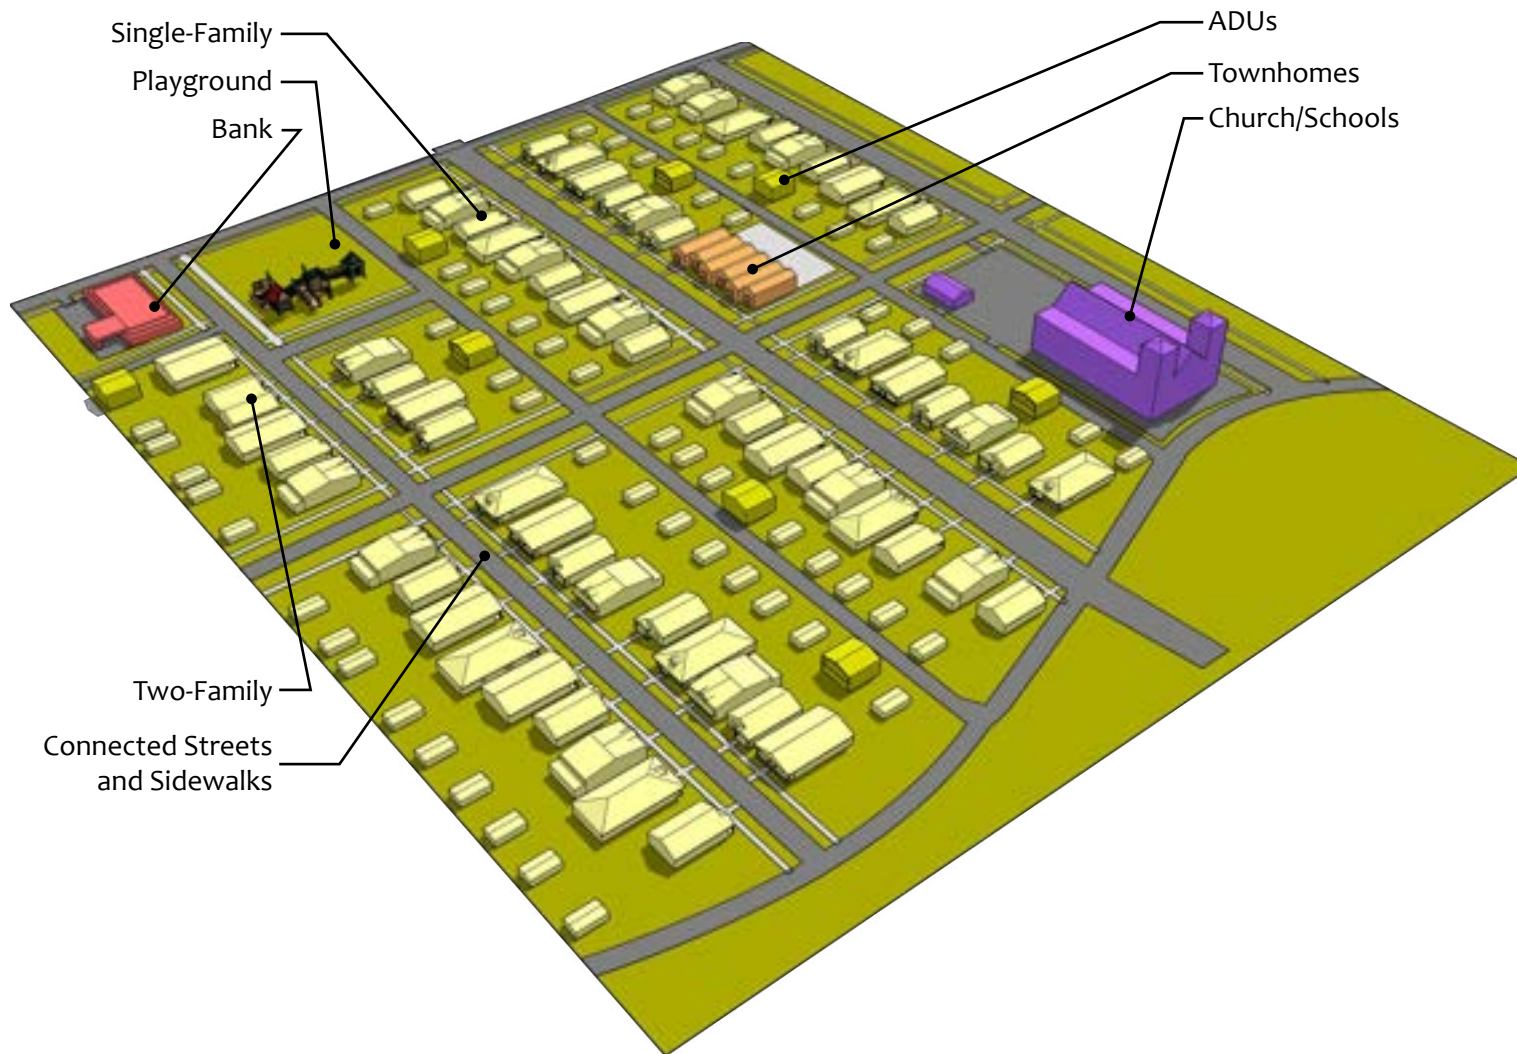 Single-Family
Playground
Bank
ADUs
Townhomes
Church/Schools
Two-Family
Connected Streets
and Sidewalks